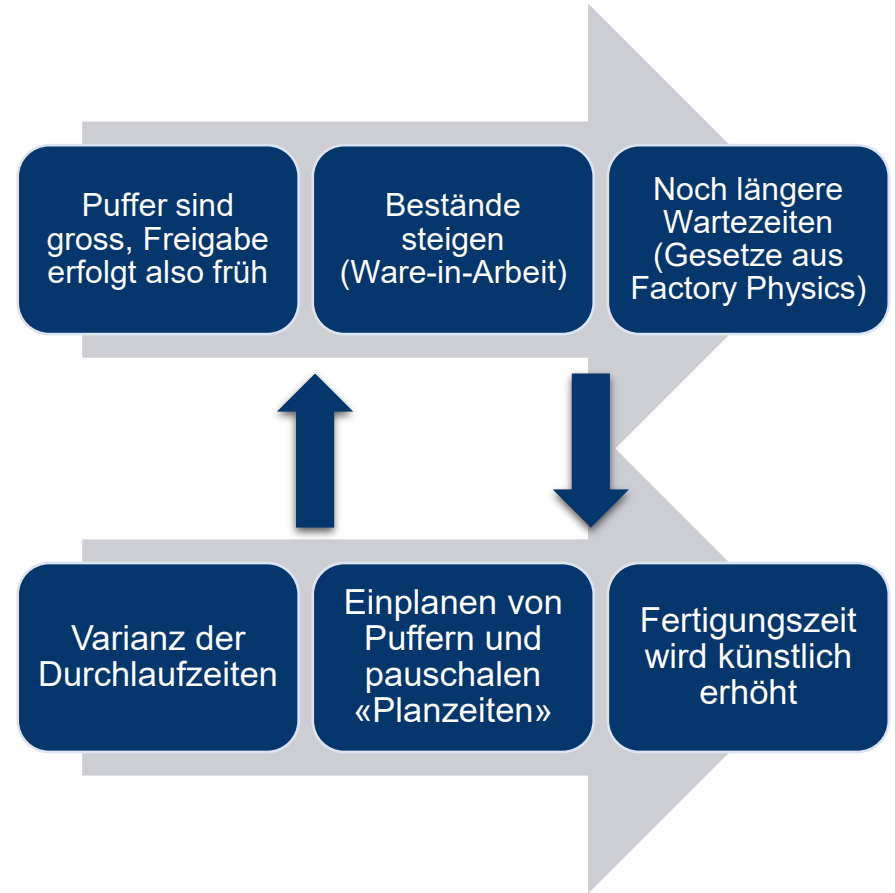 Puffer sind
gross, Freigabe
erfolgt also früh
Bestände
steigen
(Ware-in-Arbeit)
Noch längere
Wartezeiten
(Gesetze aus
Factory Physics)
Varianz der
Durchlaufzeiten
Einplanen von
Puffern und
pauschalen
«Planzeiten»
Fertigungszeit
wird künstlich
erhöht